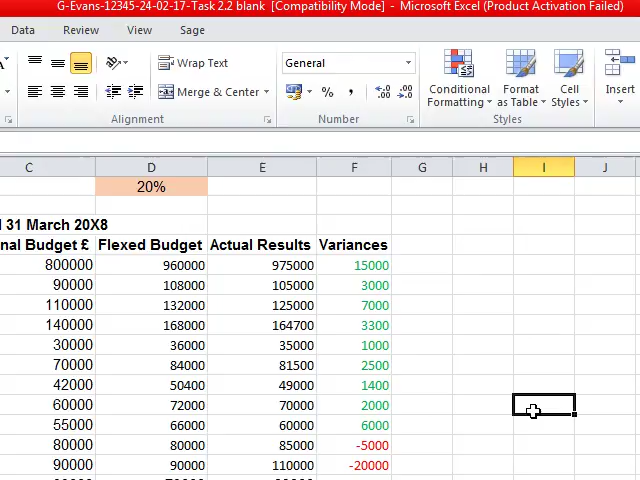 G-Evans-12345-24-02-17-Task 2.2 blank [Compatibility Mode] - Microsoft Excel (Product Activation Failed)
Data Review View Sage
Wrap Text General Conditional Format Cell Insert
Merge & Center % , Formatting as Table Styles
Alignment Number Styles
C D E F G H I J
20%
31 March 20X8
nal Budget £ Flexed Budget Actual Results Variances
800000 960000 975000 15000
90000 108000 105000 3000
110000 132000 125000 7000
140000 168000 164700 3300
30000 36000 35000 1000
70000 84000 81500 2500
42000 50400 49000 1400
60000 72000 70000 2000
55000 66000 60000 6000
80000 80000 85000 -5000
90000 90000 110000 -20000